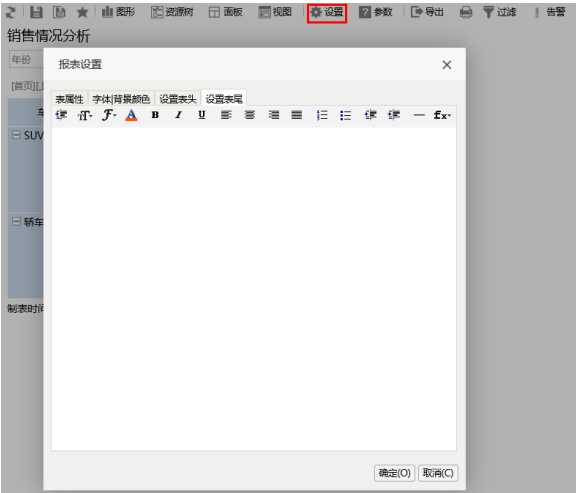 图形 资源树 面板 视图 设置 参数 导出 过滤 告警
销售情况分析
年份
报表设置
[首页][
表属性 字体|背景颜色 设置表头 设置表尾
B I U fx
SUV
轿车
制表时间
确定(O) 取消(C)